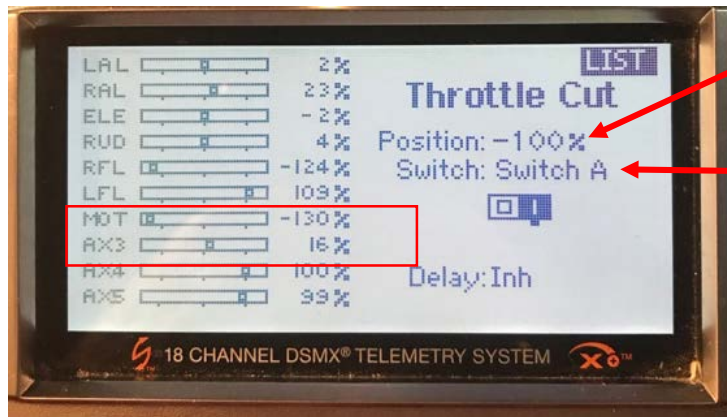 LIST
Throttle Cut
LAL 2%
RAL 23%
ELE -2%
RUD 4%
RFL -124%
LFL 109%
MOT -130%
AX3 16%
AX4 100%
AX5 99%
Position: -100%
Switch: Switch A
Delay: Inh
18 CHANNEL DSMX® TELEMETRY SYSTEM X+™